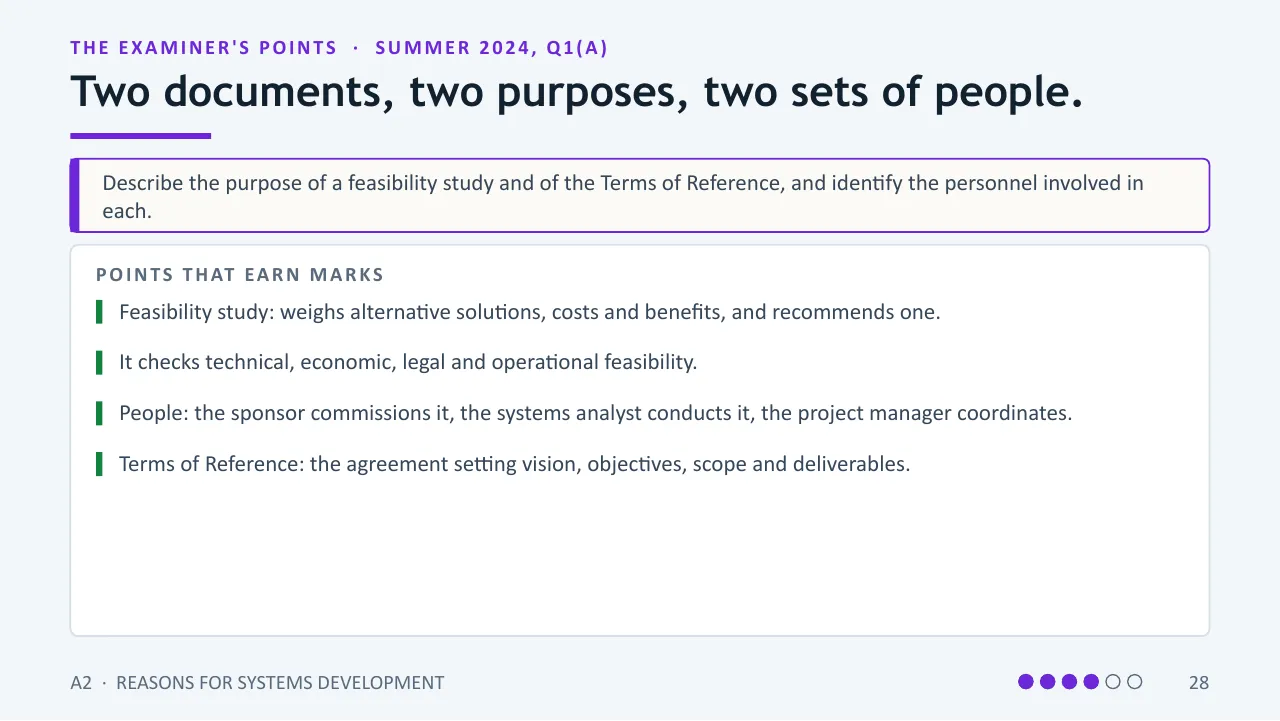 THE EXAMINER'S POINTS · SUMMER 2024, Q1(A)
Two documents, two purposes, two sets of people.
Describe the purpose of a feasibility study and of the Terms of Reference, and identify the personnel involved in
each.
POINTS THAT EARN MARKS
Feasibility study: weighs alternative solutions, costs and benefits, and recommends one.
It checks technical, economic, legal and operational feasibility.
People: the sponsor commissions it, the systems analyst conducts it, the project manager coordinates.
Terms of Reference: the agreement setting vision, objectives, scope and deliverables.
A2 · REASONS FOR SYSTEMS DEVELOPMENT
28